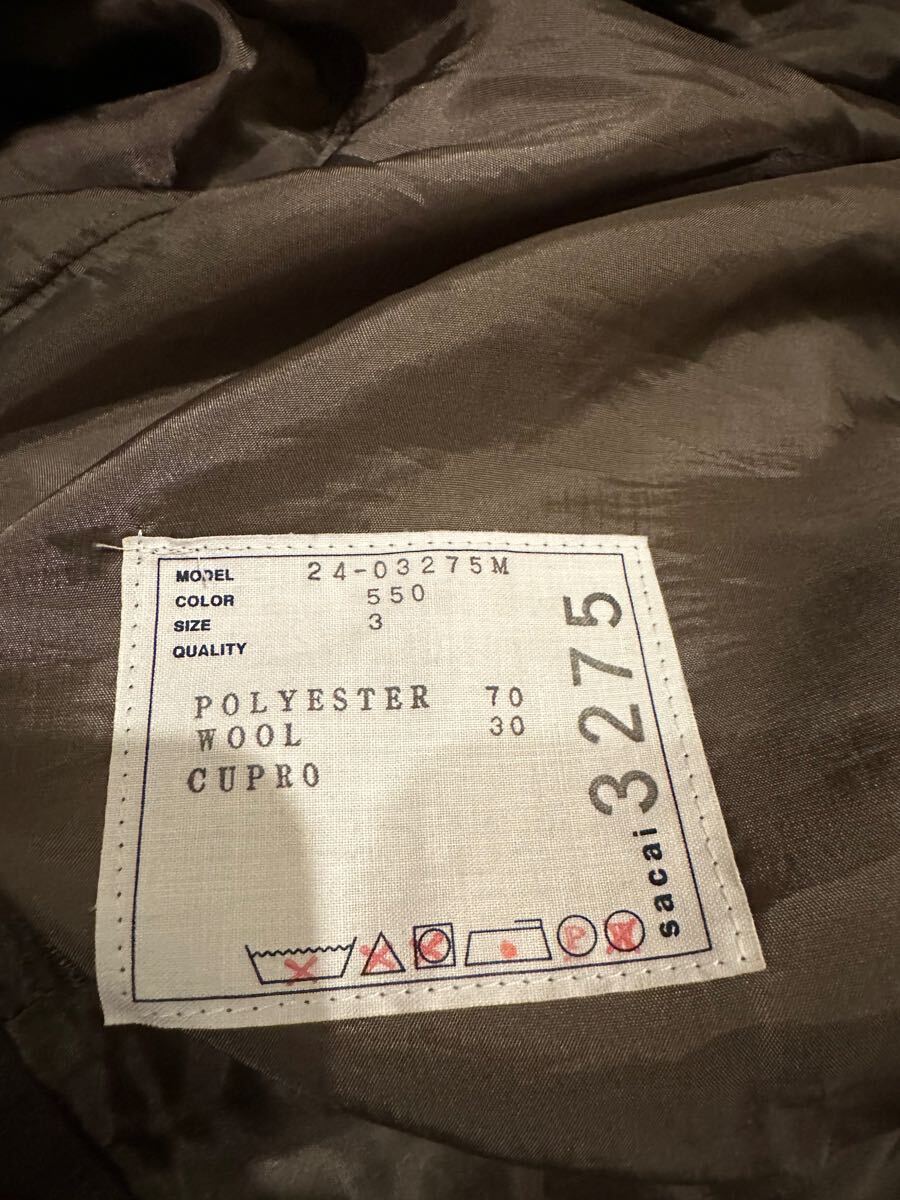 MODEL 24-03275M
COLOR 550
SIZE 3
QUALITY
POLYESTER 70
WOOL 30
CUPRO
P
W
sacai 3275